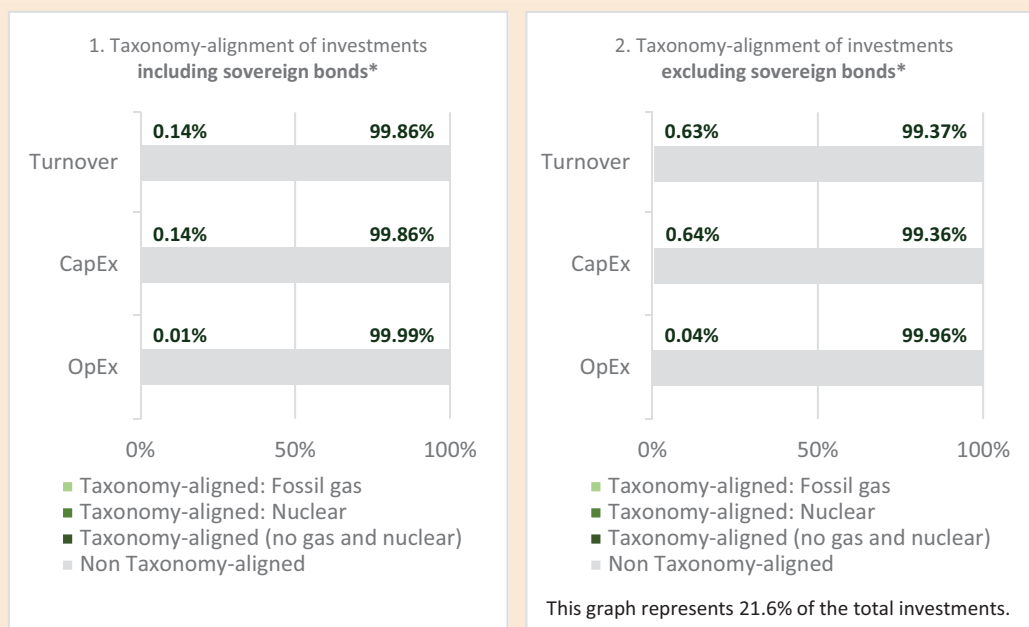 1. Taxonomy-alignment of investments
including sovereign bonds*
0.14% 99.86%
Turnover
0.14% 99.86%
CapEx
0.01% 99.99%
OpEx
0% 50% 100%
Taxonomy-aligned: Fossil gas
Taxonomy-aligned: Nuclear
Taxonomy-aligned (no gas and nuclear)
Non Taxonomy-aligned
2. Taxonomy-alignment of investments
excluding sovereign bonds*
0.63% 99.37%
Turnover
0.64% 99.36%
CapEx
0.04% 99.96%
OpEx
0% 50% 100%
Taxonomy-aligned: Fossil gas
Taxonomy-aligned: Nuclear
Taxonomy-aligned (no gas and nuclear)
Non Taxonomy-aligned
This graph represents 21.6% of the total investments.